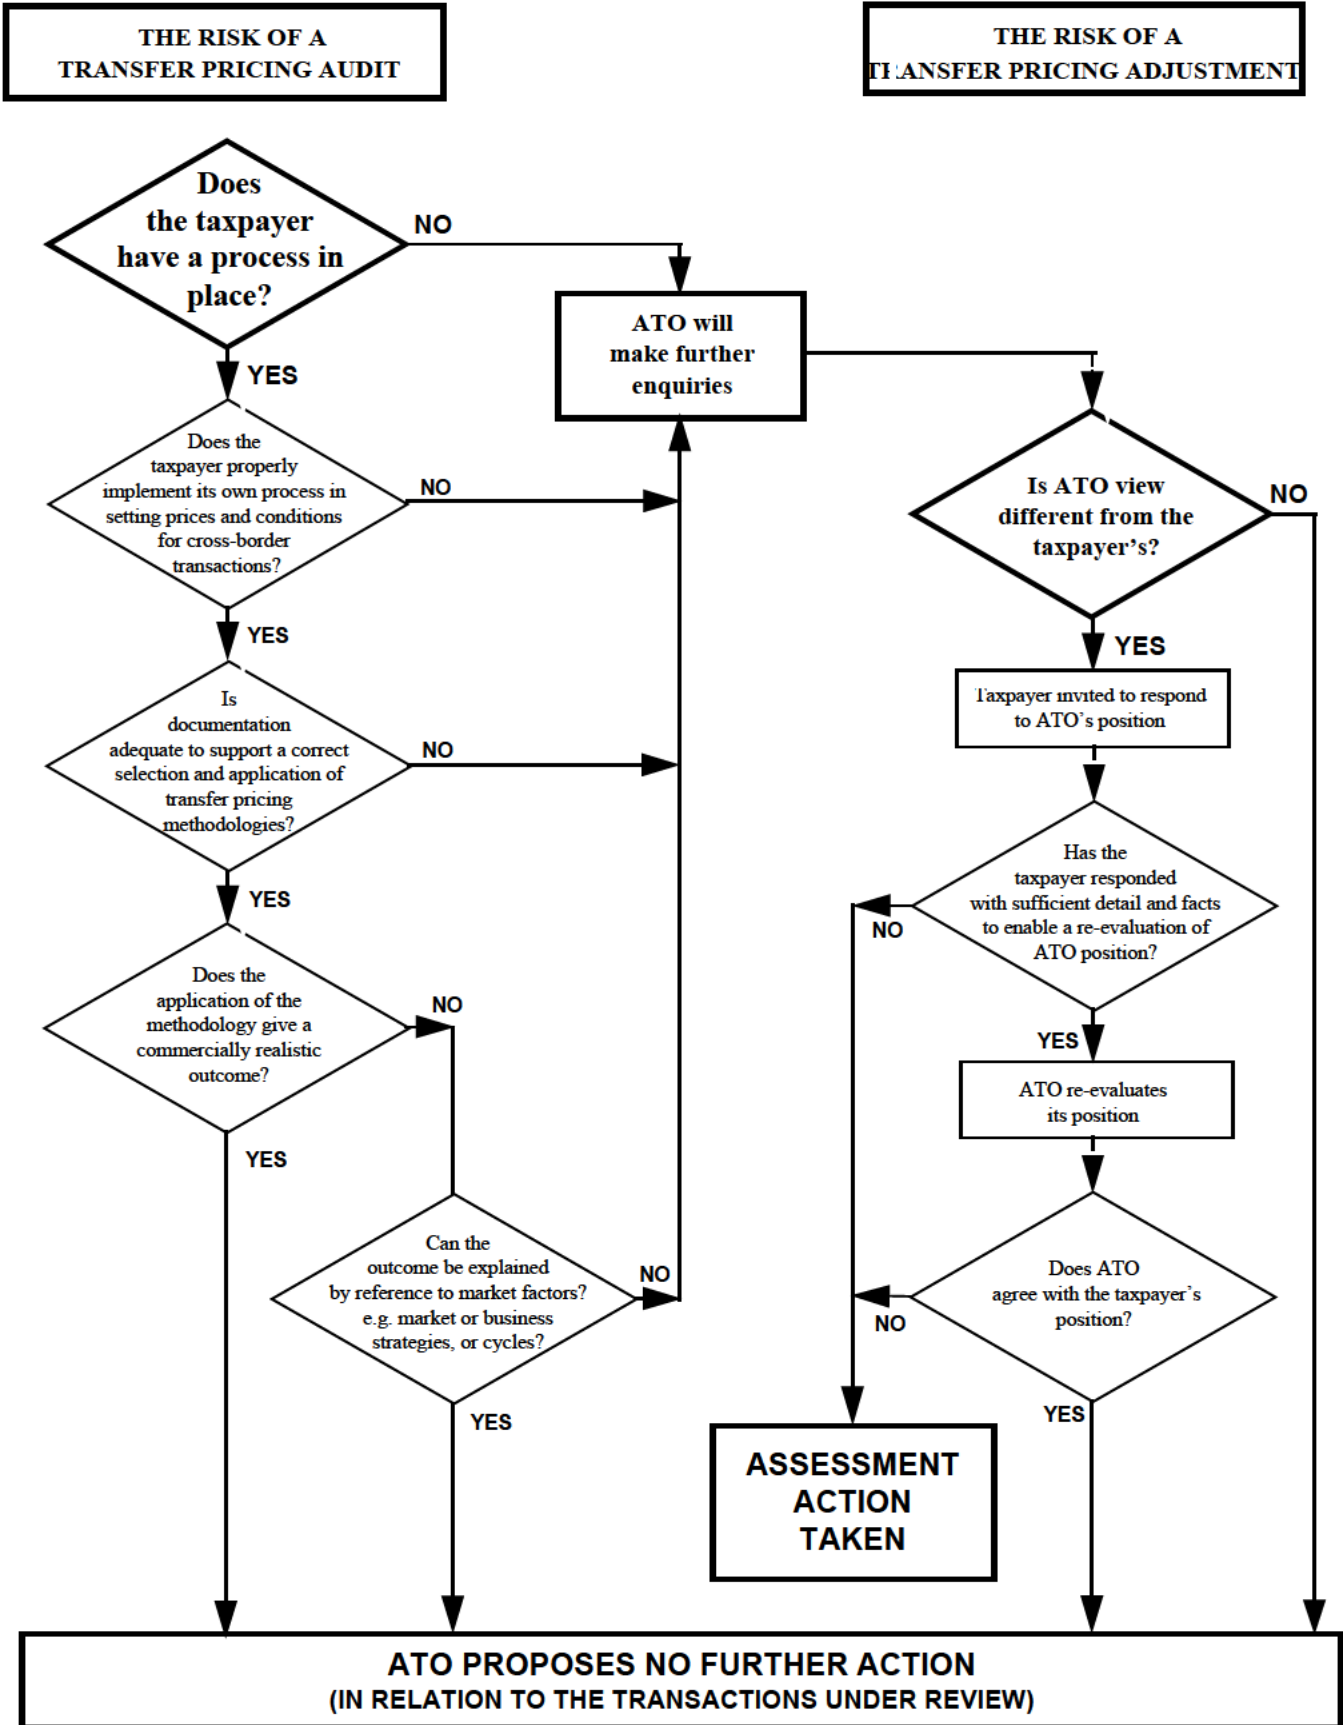 THE RISK OF A
TRANSFER PRICING AUDIT
THE RISK OF A
TRANSFER PRICING ADJUSTMENT
Does
the taxpayer
have a process in
place?
NO
YES
ATO will
make further
enquiries
Does the
taxpayer properly
implement its own process in
setting prices and conditions
for cross-border
transactions?
NO
YES
Is
documentation
adequate to support a correct
selection and application of
transfer pricing
methodologies?
NO
YES
Does the
application of the
methodology give a
commercially realistic
outcome?
NO
YES
Can the
outcome be explained
by reference to market factors?
e.g. market or business
strategies, or cycles?
NO
YES
Is ATO view
different from the
taxpayer's?
NO
YES
Taxpayer invited to respond
to ATO's position
Has the
taxpayer responded
with sufficient detail and facts
to enable a re-evaluation of
ATO position?
NO
YES
ATO re-evaluates
its position
Does ATO
agree with the taxpayer's
position?
NO
YES
ASSESSMENT
ACTION
TAKEN
ATO PROPOSES NO FURTHER ACTION
(IN RELATION TO THE TRANSACTIONS UNDER REVIEW)